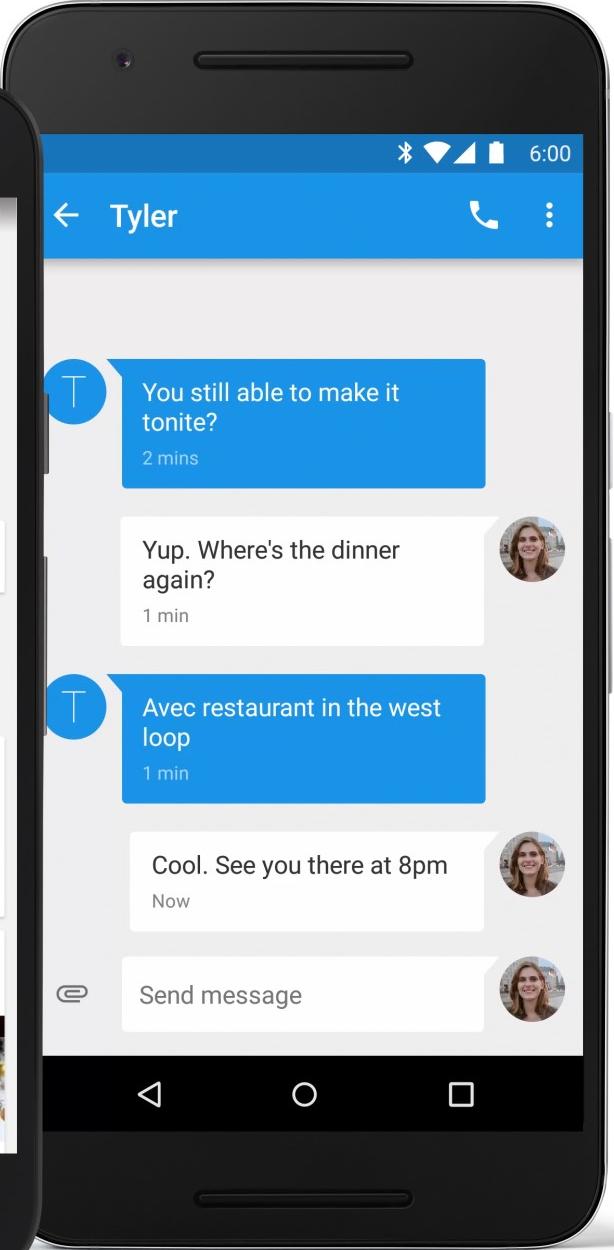 6:00
Tyler
T
You still able to make it
tonite?
2 mins
Yup. Where's the dinner
again?
1 min
T
Avec restaurant in the west
loop
1 min
Cool. See you there at 8pm
Now
Send message